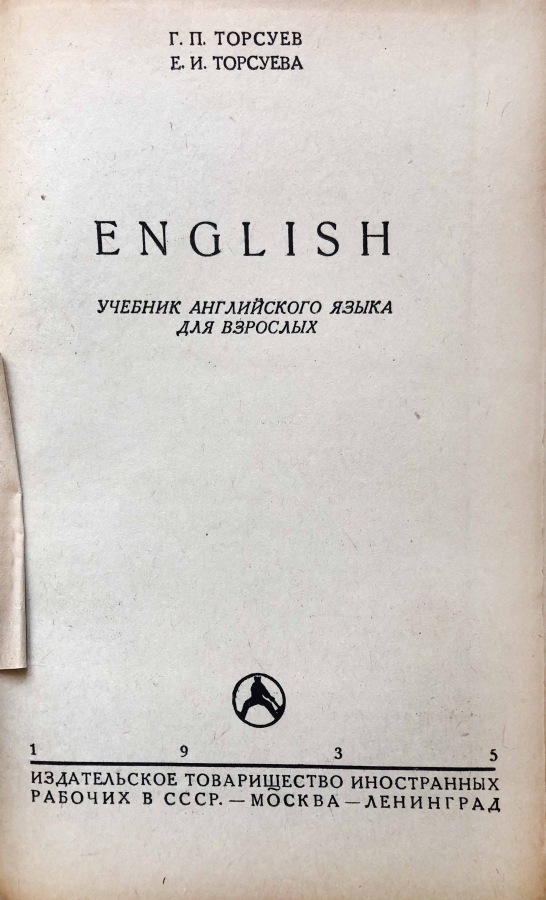 Г. П. ТОРСУЕВ
Е. И. ТОРСУЕВА
ENGLISH
УЧЕБНИК АНГЛИЙСКОГО ЯЗЫКА
ДЛЯ ВЗРОСЛЫХ
1 9 3 5
ИЗДАТЕЛЬСКОЕ ТОВАРИЩЕСТВО ИНОСТРАННЫХ
РАБОЧИХ В СССР. — МОСКВА — ЛЕНИНГРАД